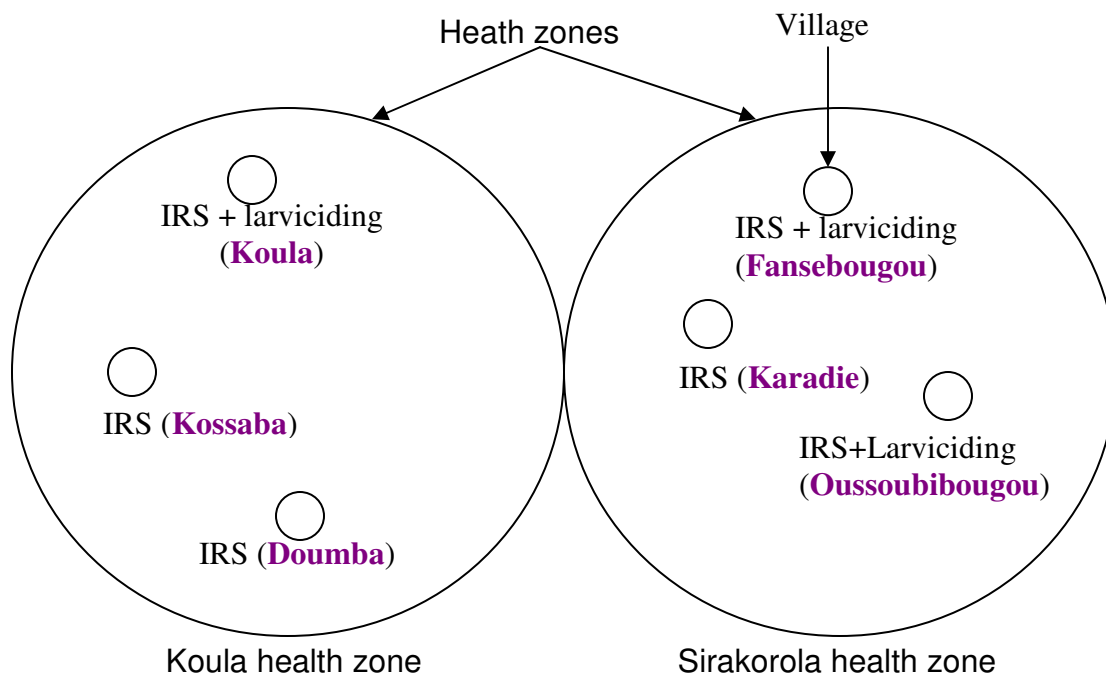 Heath zones
Village
IRS + larviciding
(Koula)
IRS (Kossaba)
IRS (Doumba)
Koula health zone
IRS + larviciding
(Fansebougou)
IRS (Karadie)
IRS+Larviciding
(Oussoubibougou)
Sirakorola health zone